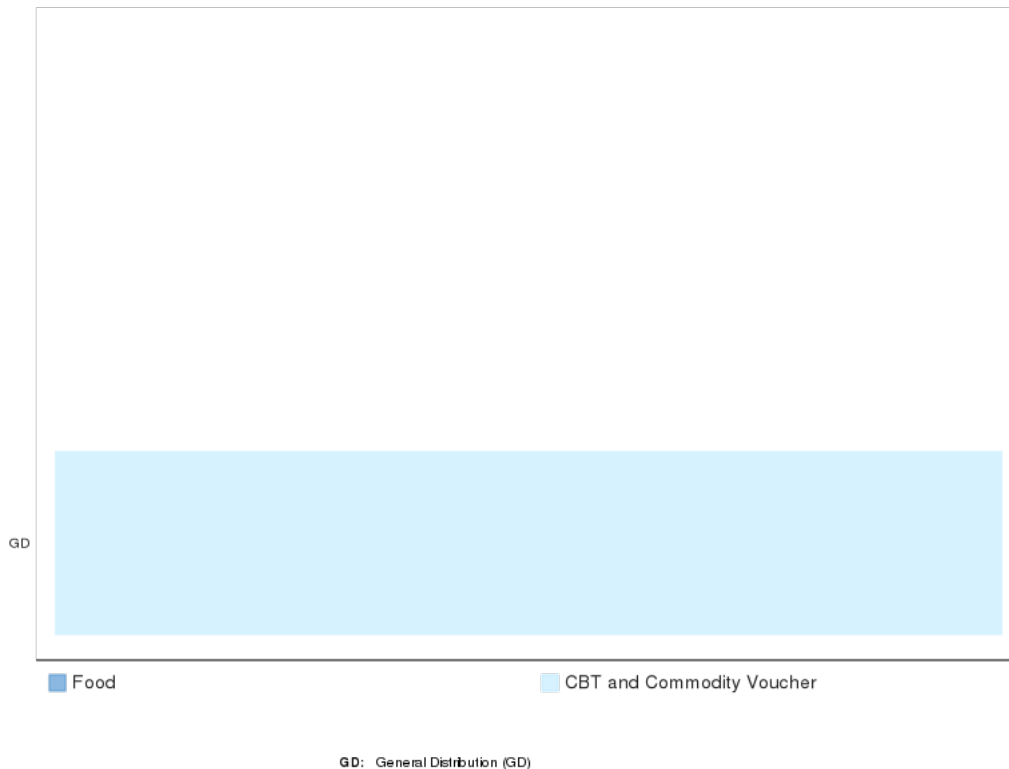 GD
Food
CBT and Commodity Voucher
GD: General Distribution (GD)